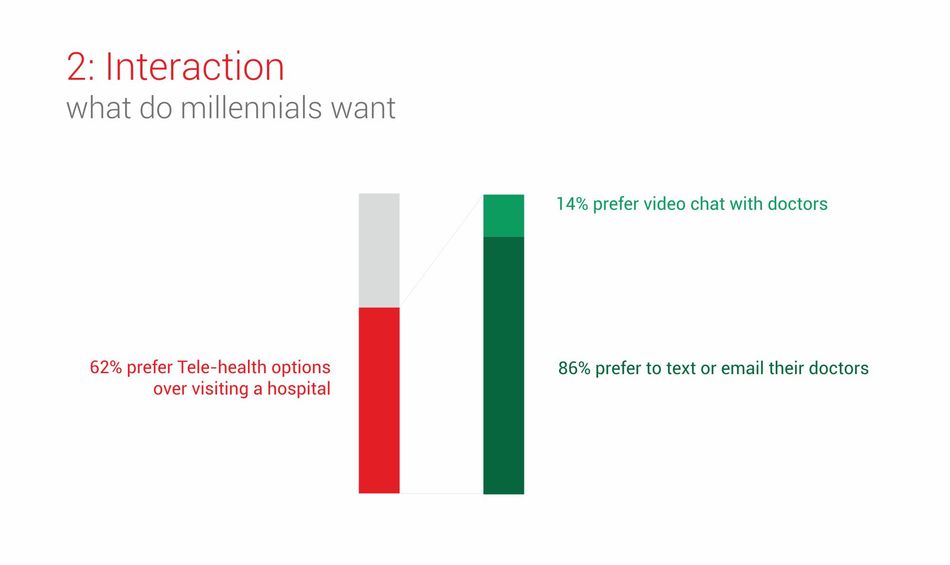 2: Interaction
what do millennials want
14% prefer video chat with doctors
62% prefer Tele-health options
over visiting a hospital
86% prefer to text or email their doctors